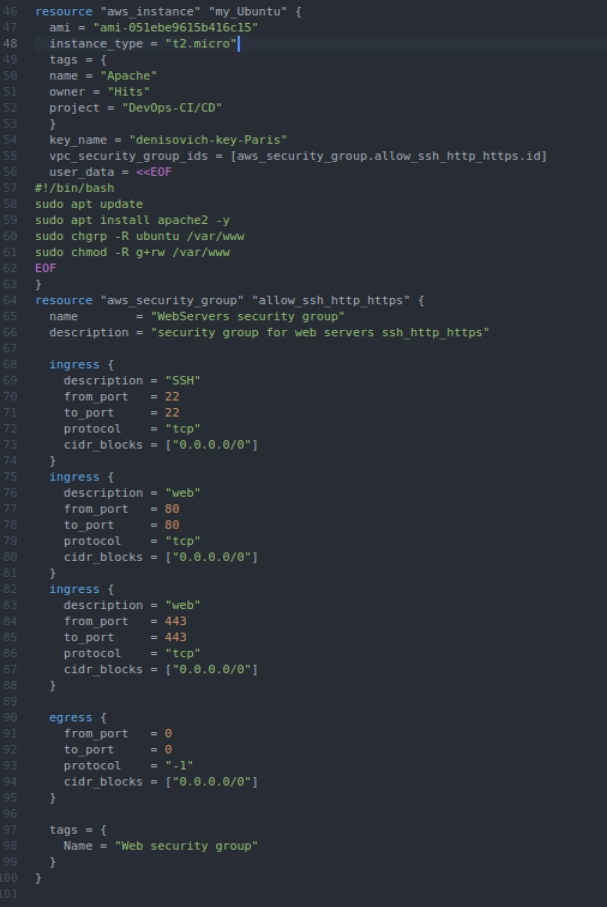 46 resource "aws_instance" "my_Ubuntu" {
47   ami = "ami-051ebe9615b416c15"
48   instance_type = "t2.micro"
49   tags = {
50   name = "Apache"
51   owner = "Hits"
52   project = "DevOps-CI/CD"
53   }
54   key_name = "denisovich-key-Paris"
55   vpc_security_group_ids = [aws_security_group.allow_ssh_http_https.id]
56   user_data = <<EOF
57 #!/bin/bash
58 sudo apt update
59 sudo apt install apache2 -y
60 sudo chgrp -R ubuntu /var/www
61 sudo chmod -R g+rw /var/www
62 EOF
63 }
64 resource "aws_security_group" "allow_ssh_http_https" {
65   name        = "WebServers security group"
66   description = "security group for web servers ssh_http_https"
67
68   ingress {
69     description = "SSH"
70     from_port   = 22
71     to_port     = 22
72     protocol    = "tcp"
73     cidr_blocks = ["0.0.0.0/0"]
74   }
75   ingress {
76     description = "web"
77     from_port   = 80
78     to_port     = 80
79     protocol    = "tcp"
80     cidr_blocks = ["0.0.0.0/0"]
81   }
82   ingress {
83     description = "web"
84     from_port   = 443
85     to_port     = 443
86     protocol    = "tcp"
87     cidr_blocks = ["0.0.0.0/0"]
88   }
89
90   egress {
91     from_port   = 0
92     to_port     = 0
93     protocol    = "-1"
94     cidr_blocks = ["0.0.0.0/0"]
95   }
96
97   tags = {
98     Name = "Web security group"
99   }
100 }
101